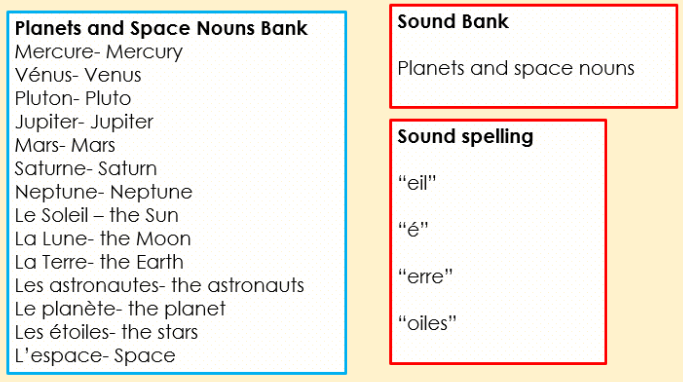 Planets and Space Nouns Bank
Mercure- Mercury
Vénus- Venus
Pluton- Pluto
Jupiter- Jupiter
Mars- Mars
Saturne- Saturn
Neptune- Neptune
Le Soleil – the Sun
La Lune- the Moon
La Terre- the Earth
Les astronautes- the astronauts
Le planète- the planet
Les étoiles- the stars
L’espace- Space
Sound Bank
Planets and space nouns
Sound spelling
“eil”
“é”
“erre”
“oiles”